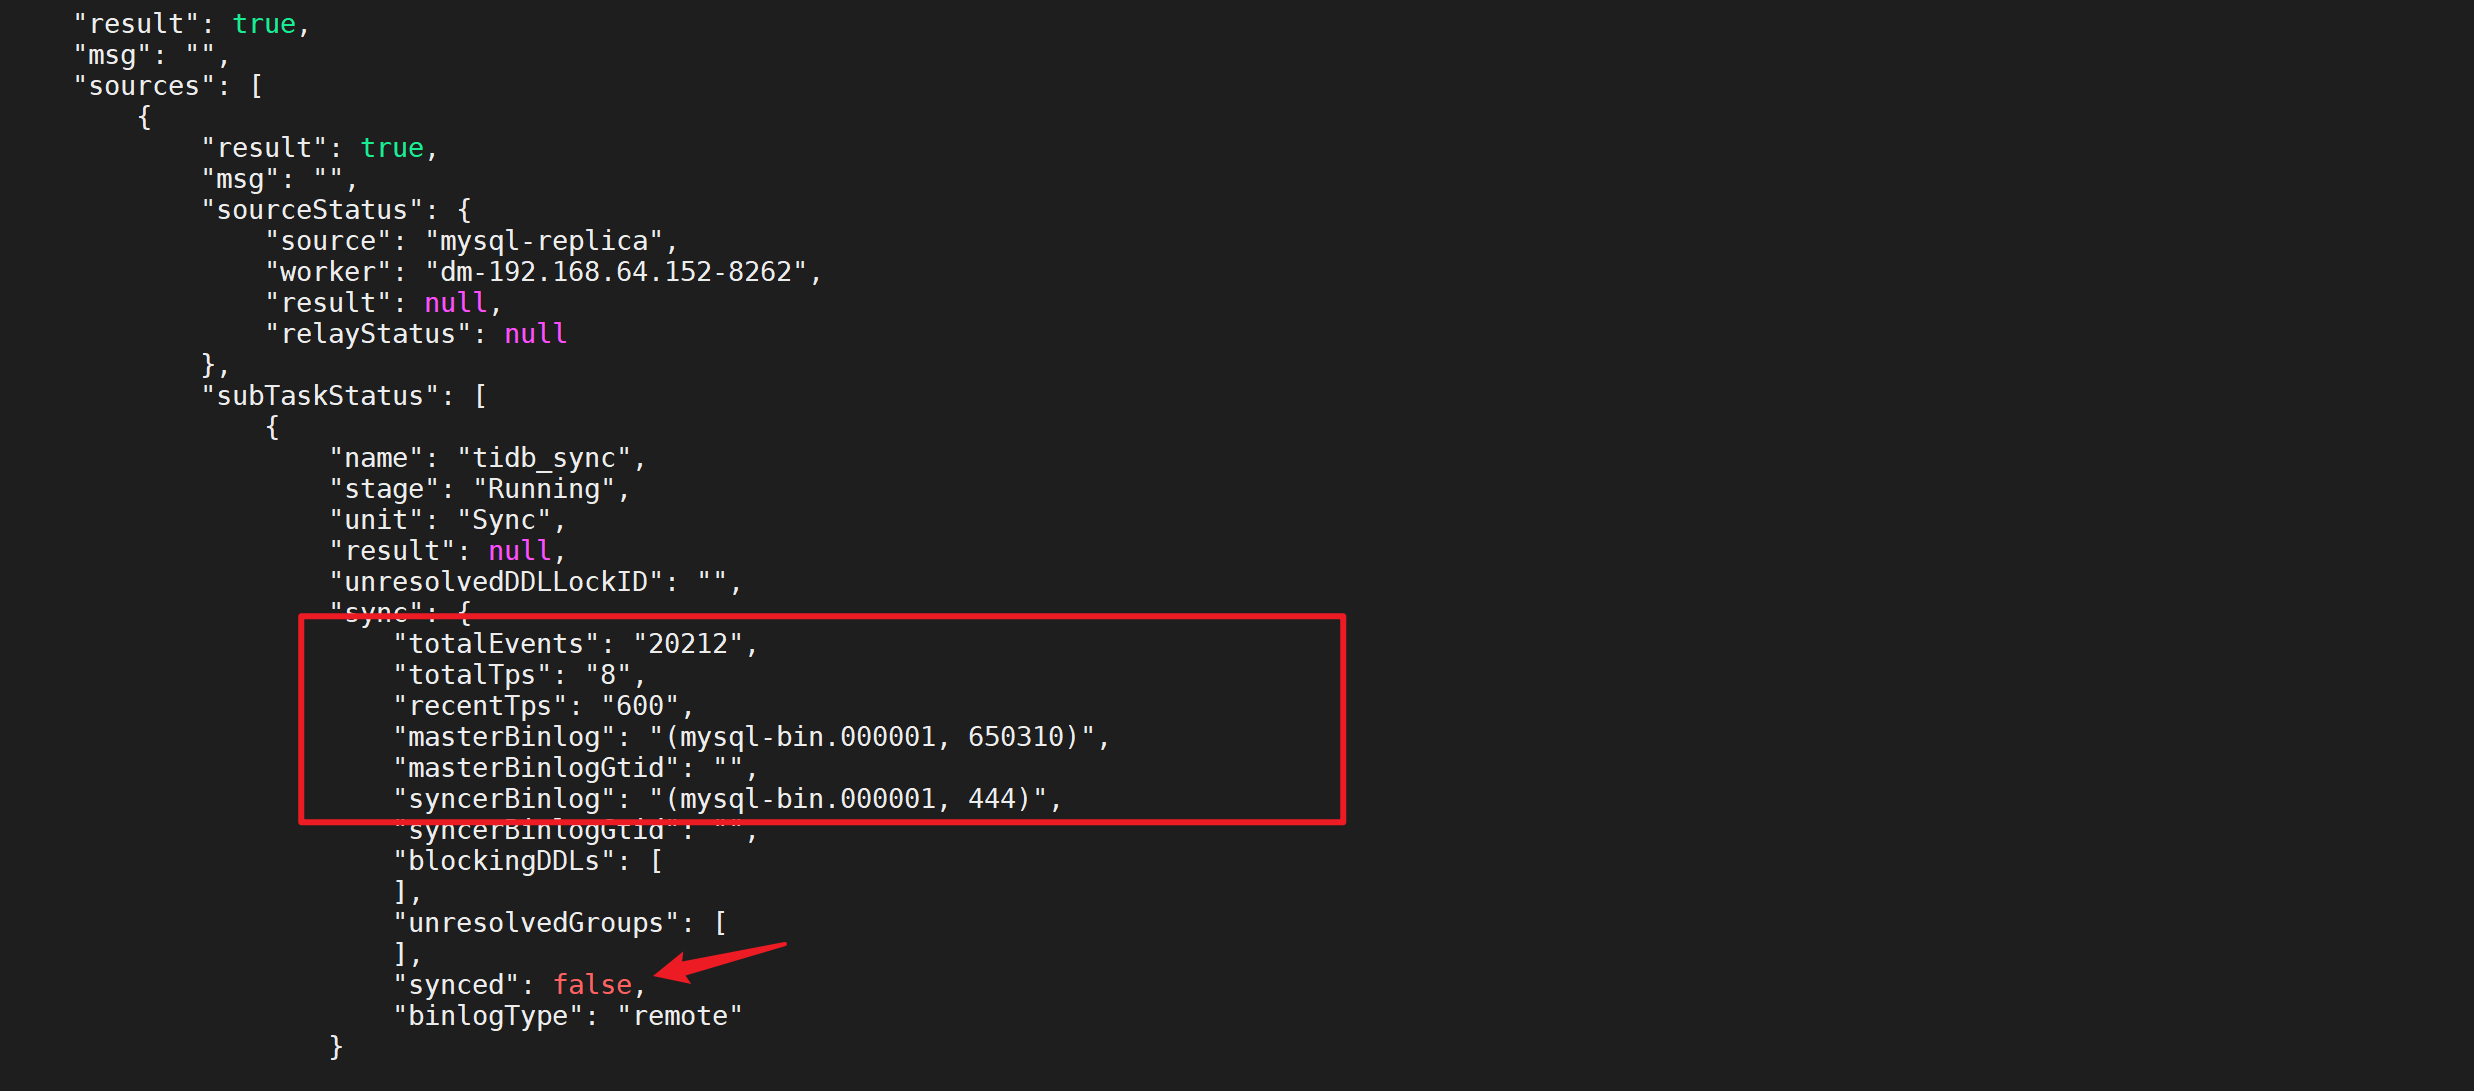 "result": true,
"msg": "",
"sources": [
{
"result": true,
"msg": "",
"sourceStatus": {
"source": "mysql-replica",
"worker": "dm-192.168.64.152-8262",
"result": null,
"relayStatus": null
},
"subTaskStatus": [
{
"name": "tidb_sync",
"stage": "Running",
"unit": "Sync",
"result": null,
"unresolvedDDLLockID": "",
"sync": {
"totalEvents": "20212",
"totalTps": "8",
"recentTps": "600",
"masterBinlog": "(mysql-bin.000001, 650310)",
"masterBinlogGtid": "",
"syncerBinlog": "(mysql-bin.000001, 444)",
"syncerBinlogGtid": "",
"blockingDDLs": [
],
"unresolvedGroups": [
],
"synced": false,
"binlogType": "remote"
}